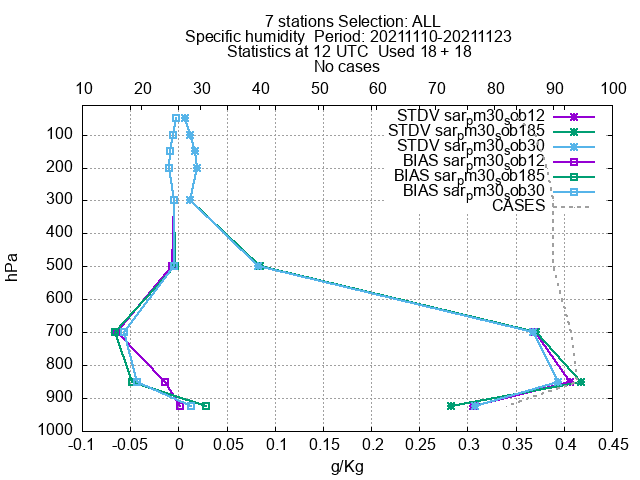 7 stations Selection: ALL
Specific humidity  Period: 20211110-20211123
Statistics at 12 UTC  Used 18 + 18
No cases
10 20 30 40 50 60 70 80 90 100
STDV sar_pm30_sob12
STDV sar_pm30_sob185
STDV sar_pm30_sob30
BIAS sar_pm30_sob12
BIAS sar_pm30_sob185
BIAS sar_pm30_sob30
CASES
100
200
300
400
500
600
700
800
900
1000
hPa
-0.1 -0.05 0 0.05 0.1 0.15 0.2 0.25 0.3 0.35 0.4 0.45
g/Kg